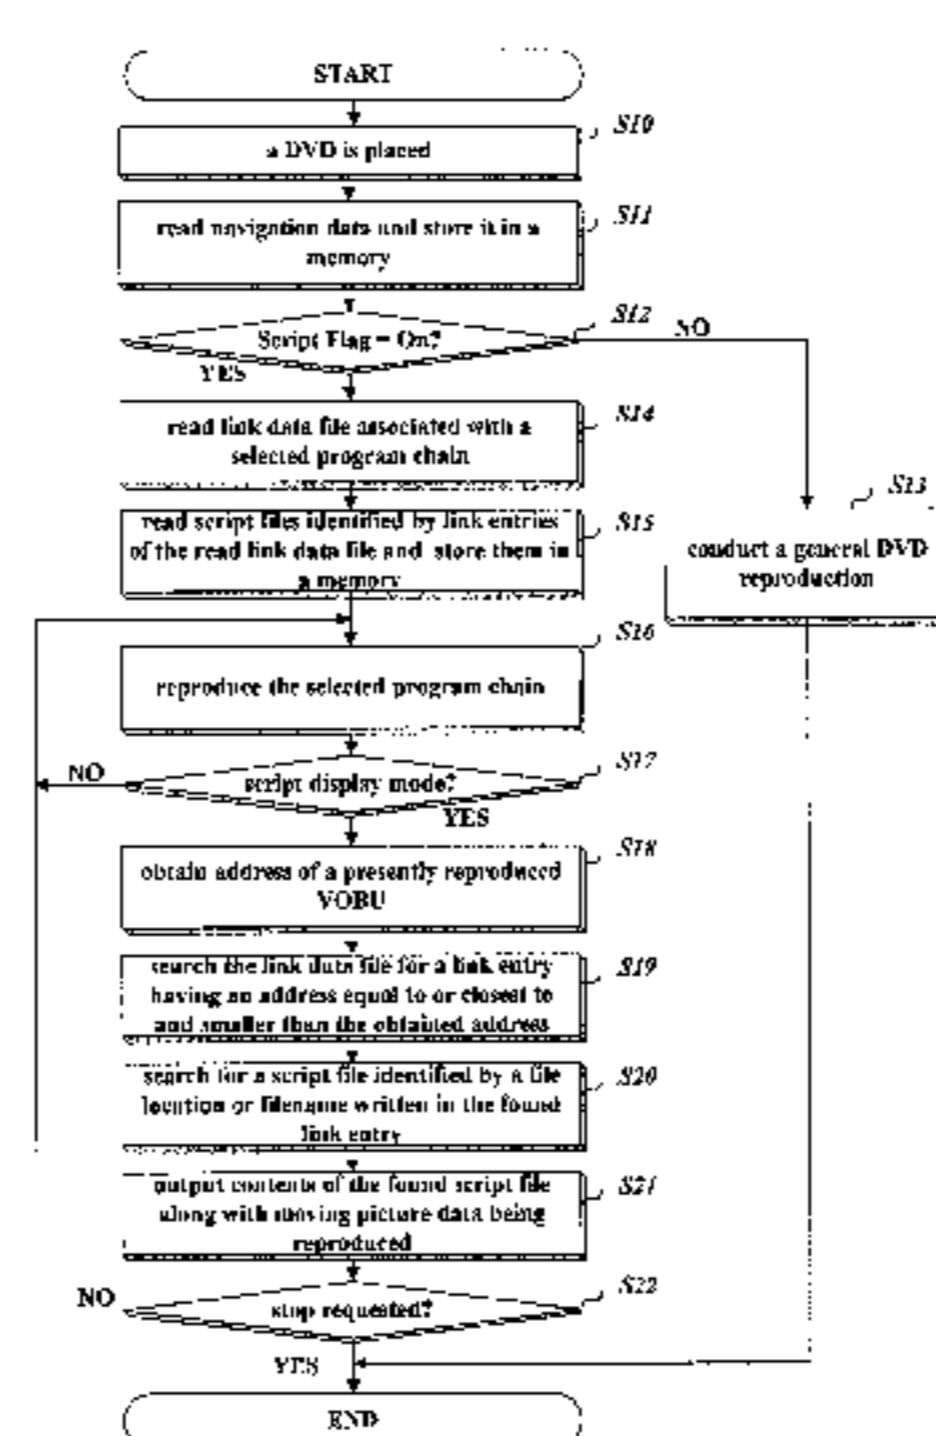 START
S10
a DVD is placed
S11
read navigation data and store it in a
memory
S12
Script Flag = On?
NO
YES
S14
read link data file associated with a
selected program chain
S13
conduct a general DVD
reproduction
S15
read script files identified by link entries
of the read link data file and store them in
a memory
S16
reproduce the selected program chain
S17
script display mode?
NO
YES
S18
obtain address of a presently reproduced
VOBU
S19
search the link data file for a link entry
having an address equal to or closest to
and smaller than the obtained address
S20
search for a script file identified by a file
location or filename written in the found
link entry
S21
output contents of the found script file
along with moving picture data being
reproduced
S22
NO
stop requested?
YES
END